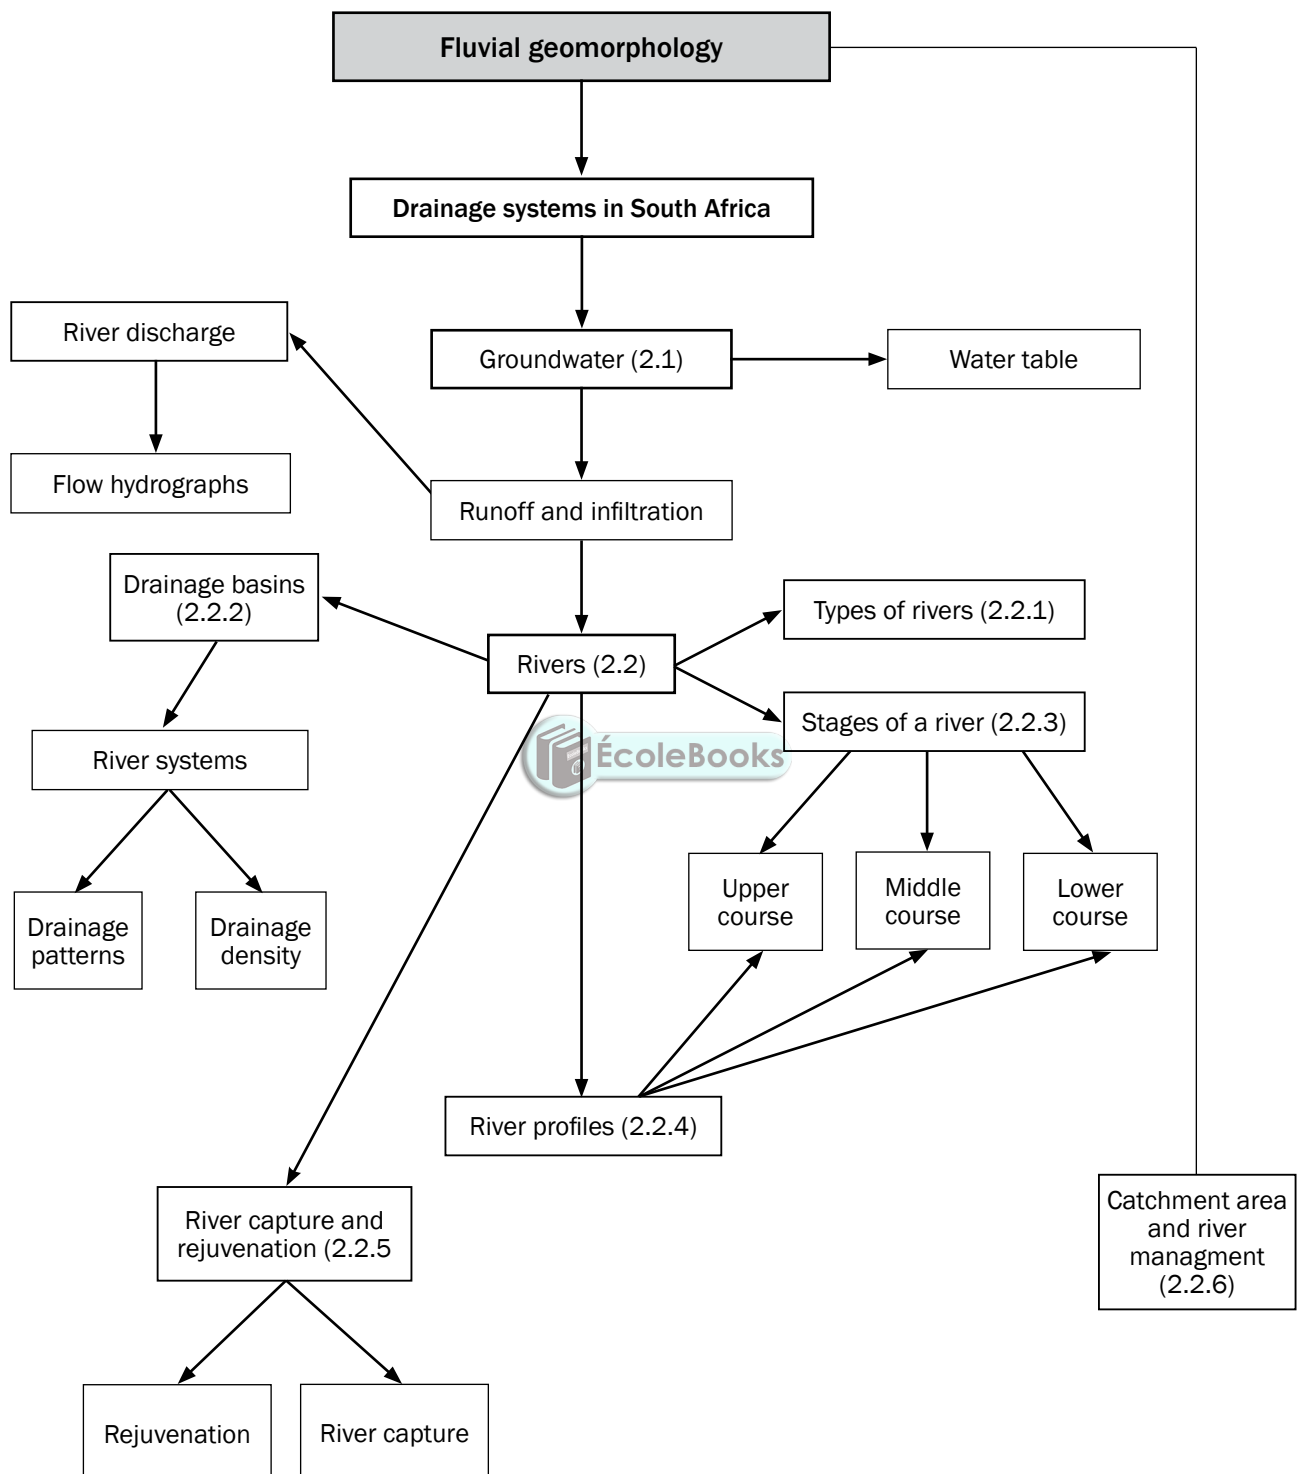 Fluvial geomorphology
Drainage systems in South Africa
River discharge
Groundwater (2.1)
Water table
Flow hydrographs
Runoff and infiltration
Drainage basins
(2.2.2)
Types of rivers (2.2.1)
Rivers (2.2)
Stages of a river (2.2.3)
River systems
ÉcoleBooks
Upper
course
Middle
course
Lower
course
Drainage
patterns
Drainage
density
River profiles (2.2.4)
River capture and
rejuvenation (2.2.5
Catchment area
and river
managment
(2.2.6)
Rejuvenation
River capture